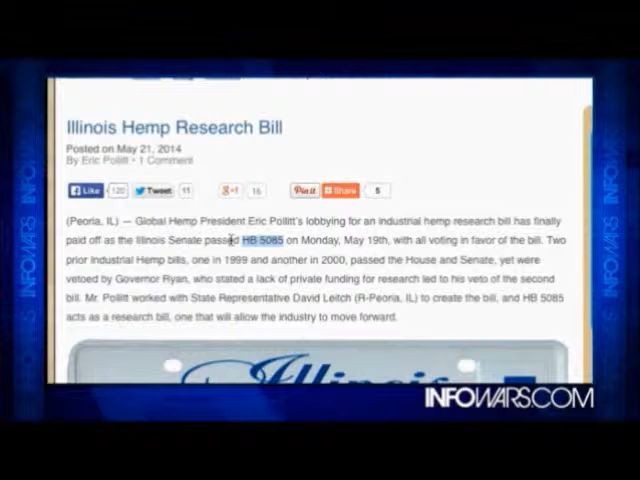 Illinois Hemp Research Bill
Posted on May 21, 2014
By Eric Pollitt • 1 Comment
Like 120 Tweet 11 g+1 16 Pin it Share 5
(Peoria, IL) — Global Hemp President Eric Pollitt's lobbying for an industrial hemp research bill has finally
paid off as the Illinois Senate passed HB 5085 on Monday, May 19th, with all voting in favor of the bill. Two
prior Industrial Hemp bills, one in 1999 and another in 2000, passed the House and Senate, yet were
vetoed by Governor Ryan, who stated a lack of private funding for research led to his veto of the second
bill. Mr. Pollitt worked with State Representative David Leitch (R-Peoria, IL) to create the bill, and HB 5085
acts as a research bill, one that will allow the industry to move forward.
Illinois
INFOWARS.COM
INFOWARS
INFOWARS
INFOWARS
INFOWARS